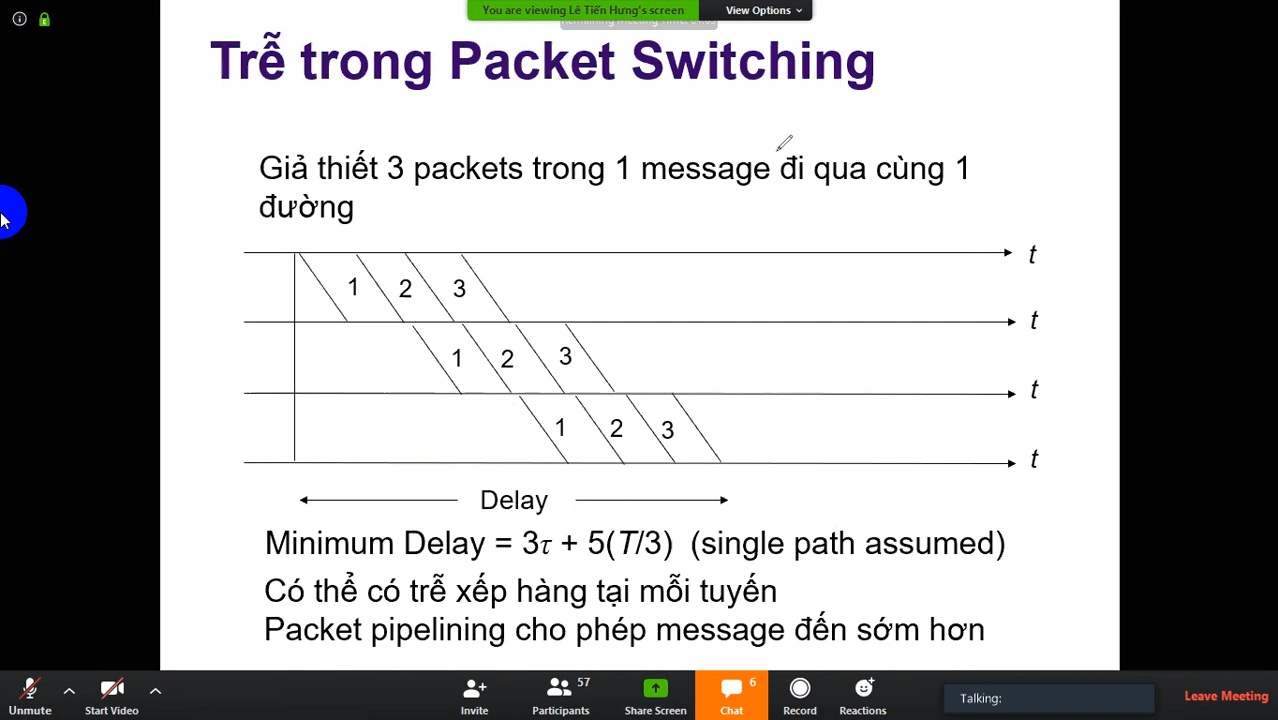 You are viewing Lê Tiến Hưng's screen
View Options
Trễ trong Packet Switching
Giả thiết 3 packets trong 1 message đi qua cùng 1
đường
t
1 2 3
t
1 2 3
t
1 2 3
t
Delay
Minimum Delay = 3τ + 5(T/3) (single path assumed)
Có thể có trễ xếp hàng tại mỗi tuyến
Packet pipelining cho phép message đến sớm hơn
57
6
Unmute
Start Video
Invite
Participants
Share Screen
Chat
Record
Reactions
Talking:
Leave Meeting